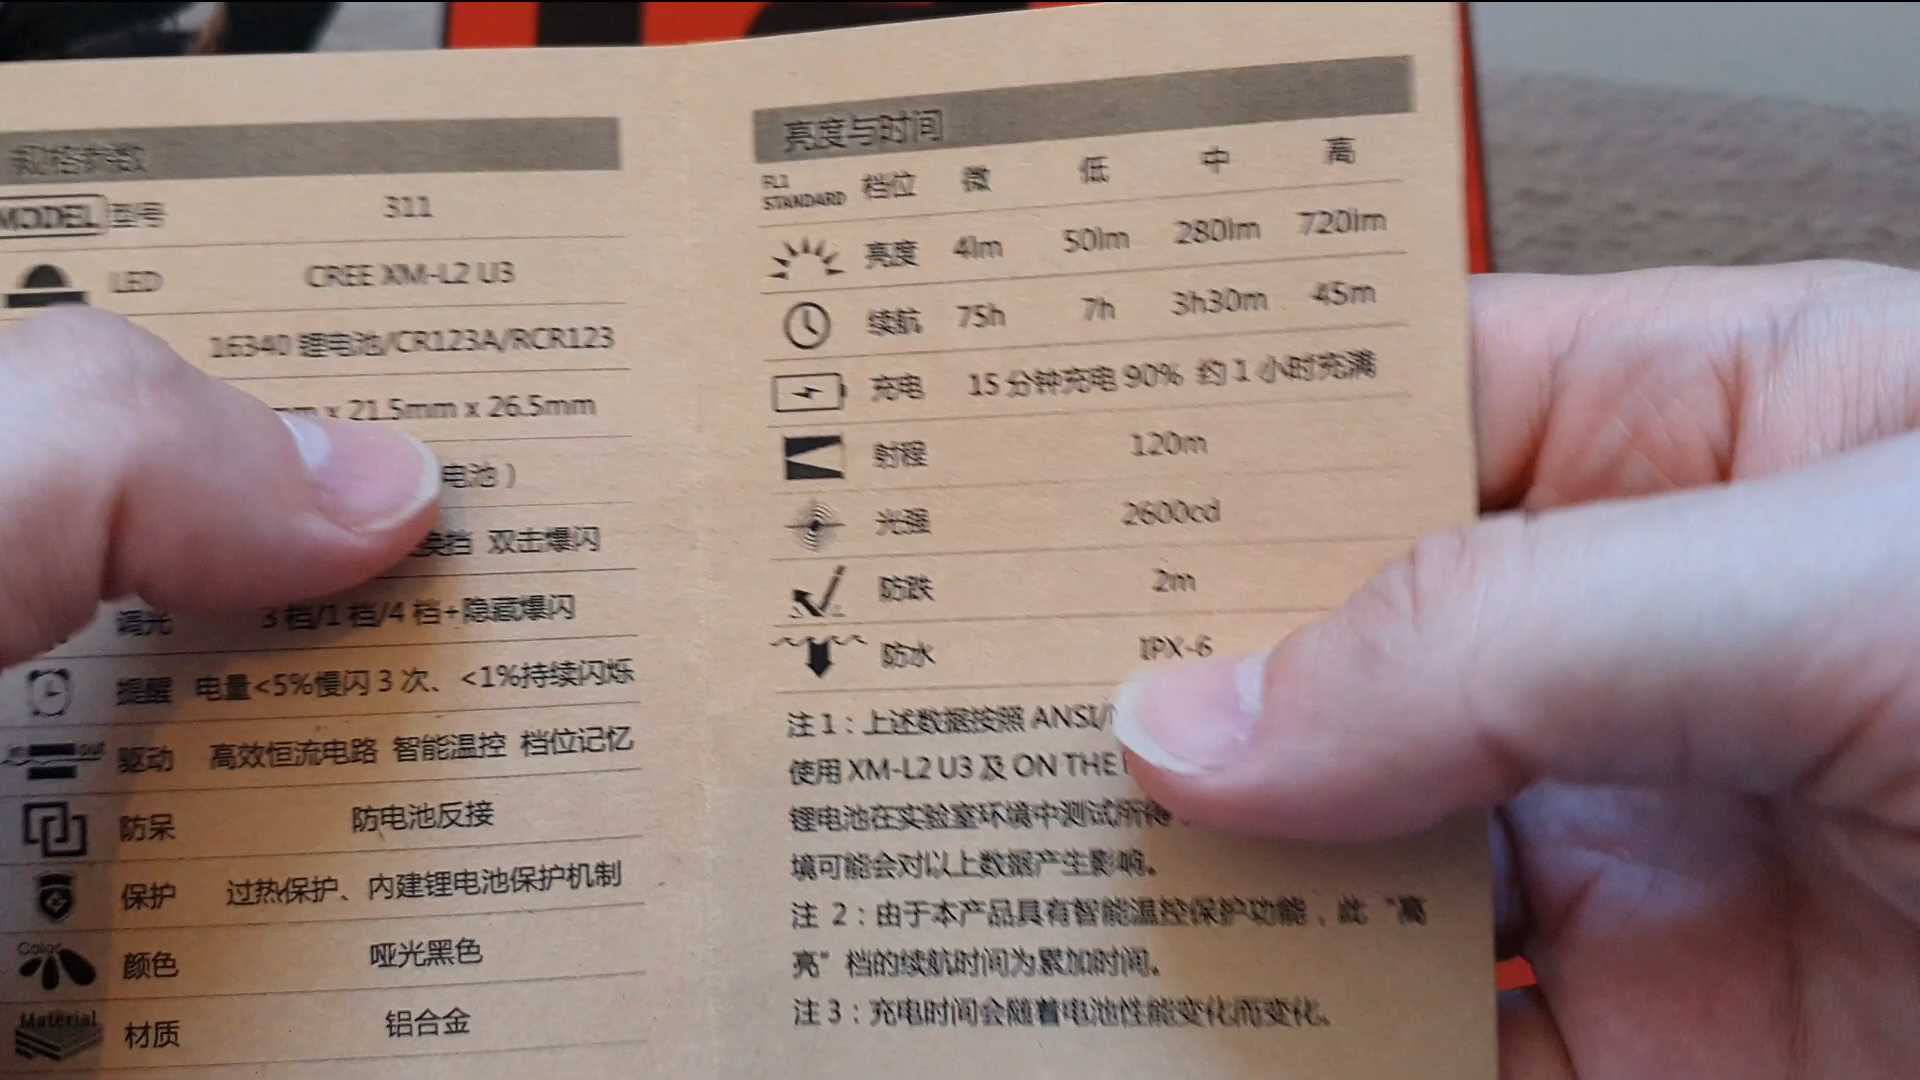 规格参数
MODEL 型号 311
LED CREE XM-L2 U3
16340 锂电池/CR123A/RCR123
mm x 21.5mm x 26.5mm
电池）
换挡 双击爆闪
调光 3 档/1 档/4 档+隐藏爆闪
提醒 电量<5%慢闪 3 次、<1%持续闪烁
out 驱动 高效恒流电路 智能温控 档位记忆
防呆 防电池反接
保护 过热保护、内建锂电池保护机制
Color 颜色 哑光黑色
Material 材质 铝合金
亮度与时间
FL1 STANDARD 档位 微 低 中 高
亮度 4lm 50lm 280lm 720lm
续航 75h 7h 3h30m 45m
充电 15 分钟充电 90% 约 1 小时充满
射程 120m
光强 2600cd
防跌 2m
防水 IPX-6
注 1：上述数据按照 ANSI/
使用 XM-L2 U3 及 ON THE
锂电池在实验室环境中测试所得
境可能会对以上数据产生影响。
注 2：由于本产品具有智能温控保护功能，此 “高
亮” 档的续航时间为累加时间。
注 3：充电时间会随着电池性能变化而变化。